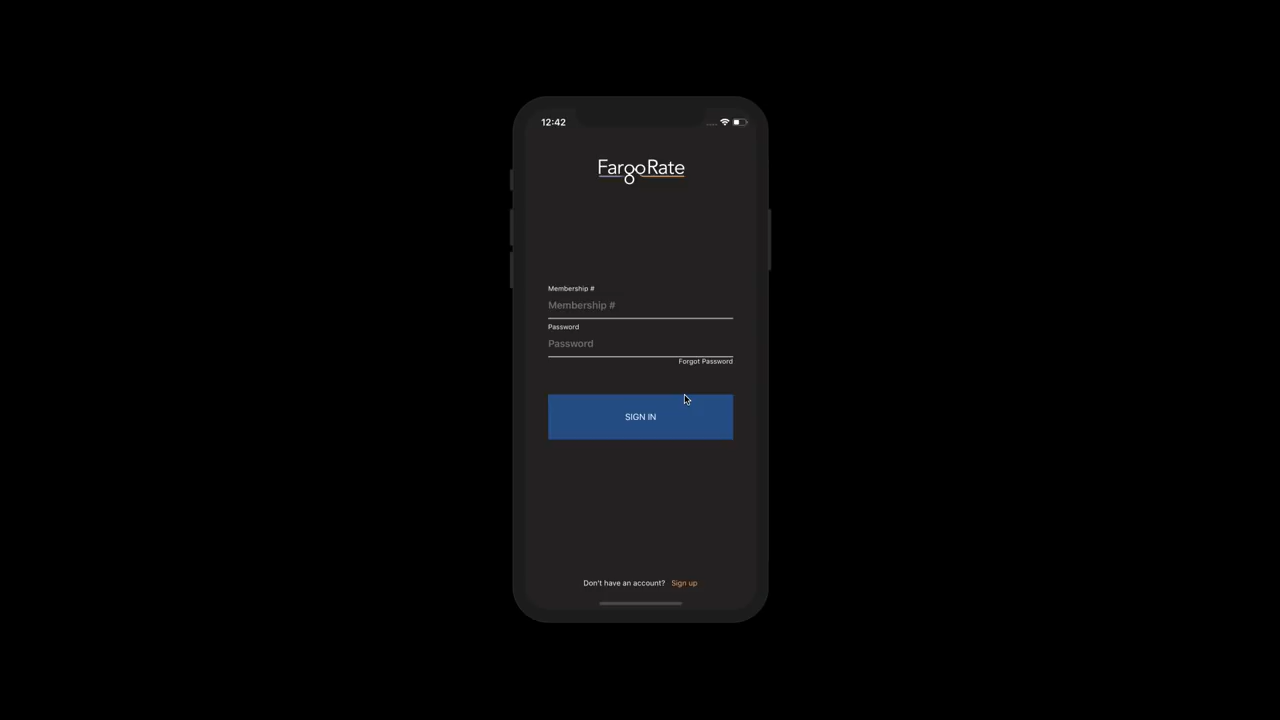 12:42
FargoRate
Membership #
Membership #
Password
Password
Forgot Password
SIGN IN
Don't have an account? Sign up